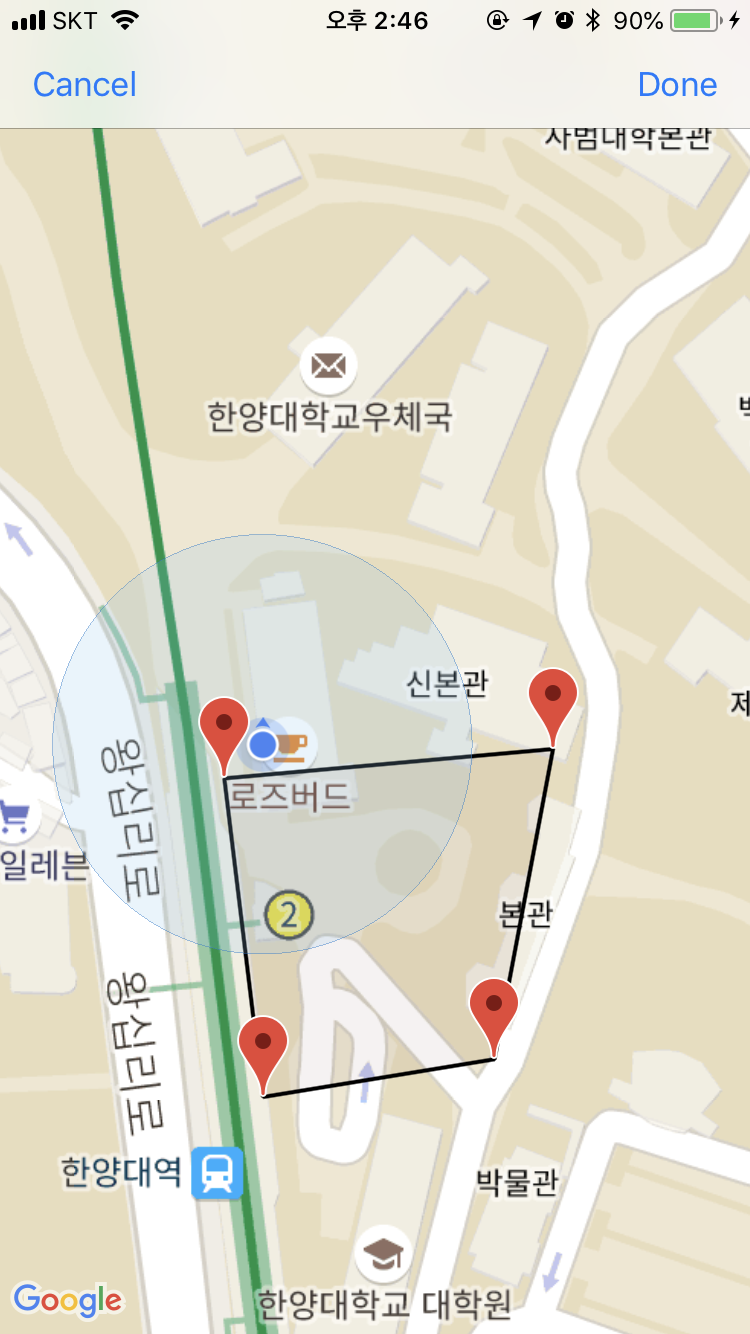 SKT 오후 2:46 90%
Cancel Done
사범대학본관
한양대학교우체국
신본관
로즈버드
왕십리로
일레븐
2
본관
왕십리로
한양대역
박물관
Google
한양대학교 대학원